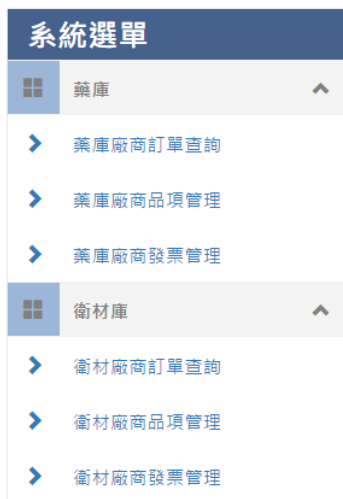 系統選單
藥庫
藥庫廠商訂單查詢
藥庫廠商品項管理
藥庫廠商發票管理
衛材庫
衛材廠商訂單查詢
衛材廠商品項管理
衛材廠商發票管理